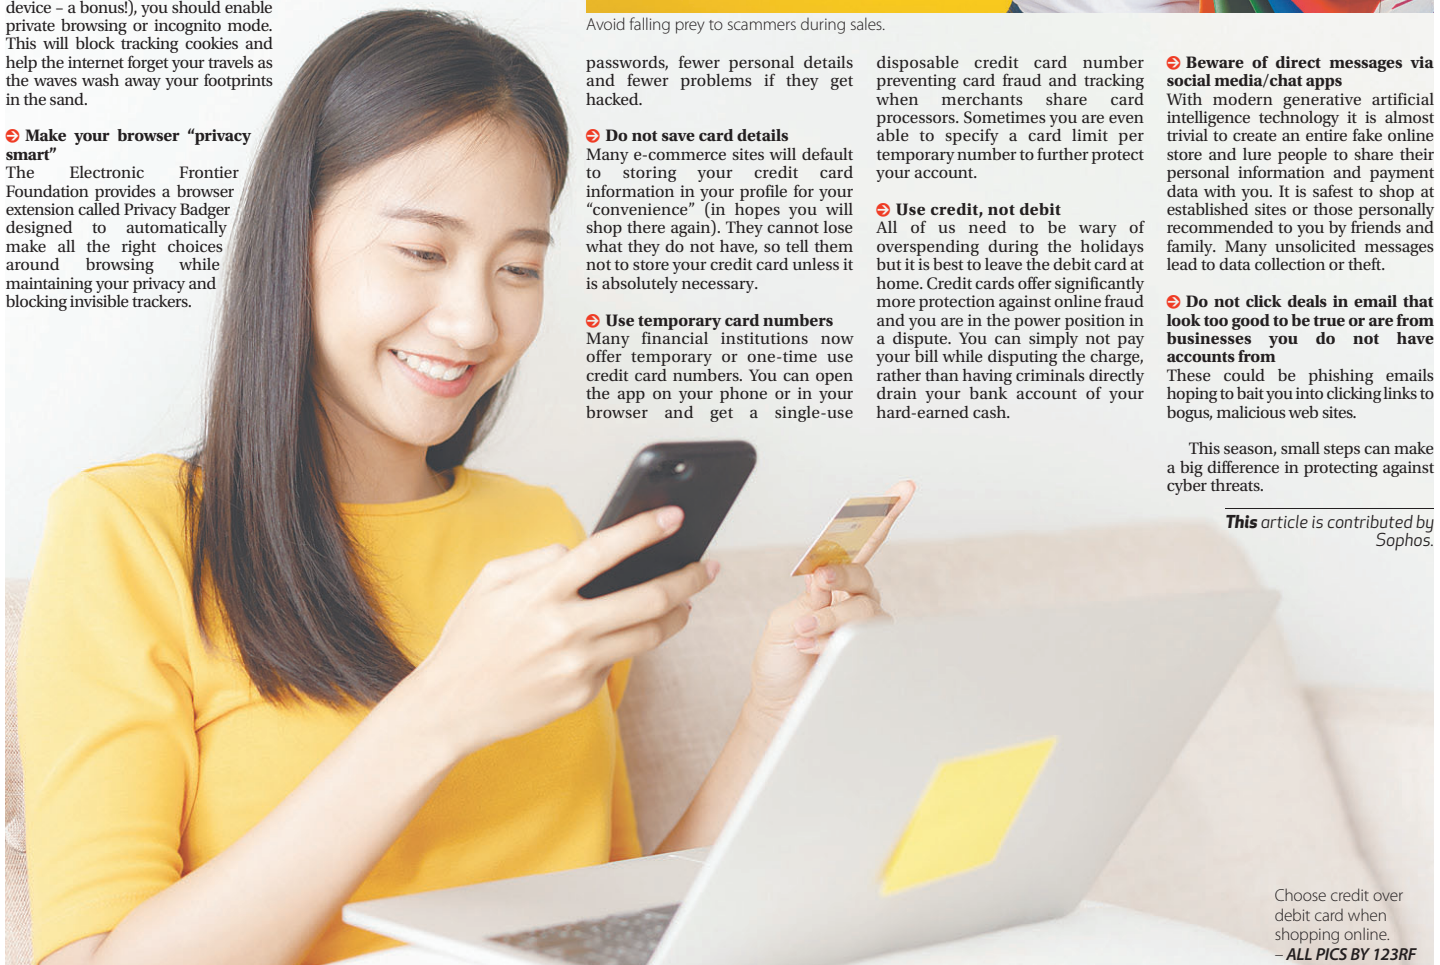 device – a bonus!), you should enable
private browsing or incognito mode.
This will block tracking cookies and
help the internet forget your travels as
the waves wash away your footprints
in the sand.
Make your browser “privacy
smart”
The Electronic Frontier
Foundation provides a browser
extension called Privacy Badger
designed to automatically
make all the right choices
around browsing while
maintaining your privacy and
blocking invisible trackers.
Avoid falling prey to scammers during sales.
passwords, fewer personal details
and fewer problems if they get
hacked.
Do not save card details
Many e-commerce sites will default
to storing your credit card
information in your profile for your
“convenience” (in hopes you will
shop there again). They cannot lose
what they do not have, so tell them
not to store your credit card unless it
is absolutely necessary.
Use temporary card numbers
Many financial institutions now
offer temporary or one-time use
credit card numbers. You can open
the app on your phone or in your
browser and get a single-use
disposable credit card number
preventing card fraud and tracking
when merchants share card
processors. Sometimes you are even
able to specify a card limit per
temporary number to further protect
your account.
Use credit, not debit
All of us need to be wary of
overspending during the holidays
but it is best to leave the debit card at
home. Credit cards offer significantly
more protection against online fraud
and you are in the power position in
a dispute. You can simply not pay
your bill while disputing the charge,
rather than having criminals directly
drain your bank account of your
hard-earned cash.
Beware of direct messages via
social media/chat apps
With modern generative artificial
intelligence technology it is almost
trivial to create an entire fake online
store and lure people to share their
personal information and payment
data with you. It is safest to shop at
established sites or those personally
recommended to you by friends and
family. Many unsolicited messages
lead to data collection or theft.
Do not click deals in email that
look too good to be true or are from
businesses you do not have
accounts from
These could be phishing emails
hoping to bait you into clicking links to
bogus, malicious web sites.
This season, small steps can make
a big difference in protecting against
cyber threats.
This article is contributed by
Sophos.
Choose credit over
debit card when
shopping online.
– ALL PICS BY 123RF